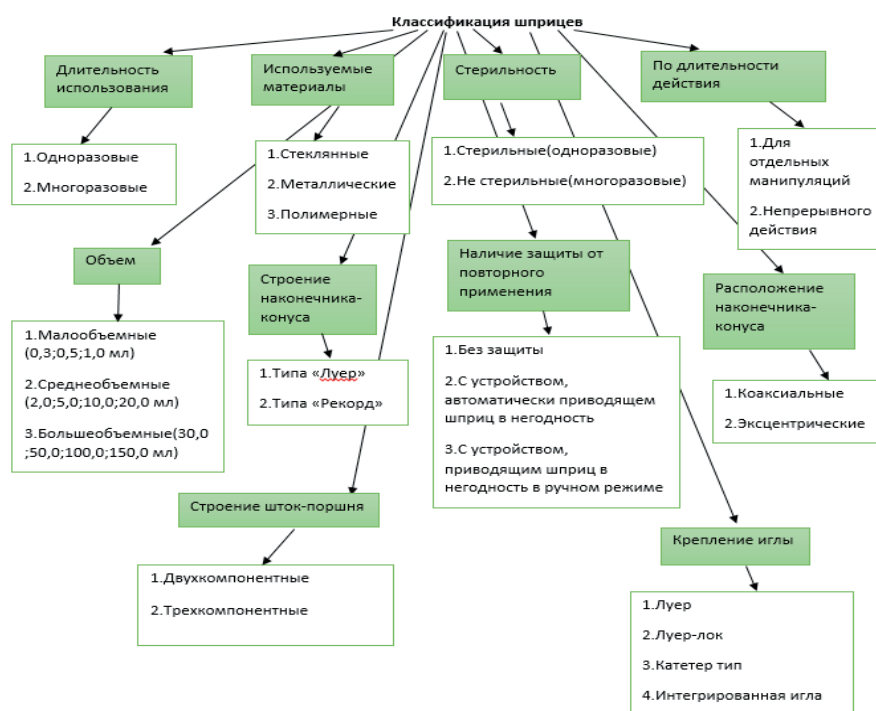 Классификация шприцев
Длительность
использования
1.Одноразовые
2.Многоразовые
Используемые
материалы
1.Стеклянные
2.Металлические
3.Полимерные
Стерильность
1.Стерильные(одноразовые)
2.Не стерильные(многоразовые)
По длительности
действия
1.Для
отдельных
манипуляций
2.Непрерывного
действия
Объем
1.Малообъемные
(0,3;0,5;1,0 мл)
2.Среднеобъемные
(2,0;5,0;10,0;20,0 мл)
3.Большеобъемные(30,0
;50,0;100,0;150,0 мл)
Строение
наконечника-
конуса
1.Типа «Луер»
2.Типа «Рекорд»
Наличие защиты от
повторного
применения
1.Без защиты
2.С устройством,
автоматически приводящем
шприц в негодность
3.С устройством,
приводящим шприц в
негодность в ручном режиме
Расположение
наконечника-
конуса
1.Коаксиальные
2.Эксцентрические
Строение шток-поршня
1.Двухкомпонентные
2.Трехкомпонентные
Крепление иглы
1.Луер
2.Луер-лок
3.Катетер тип
4.Интегрированная игла